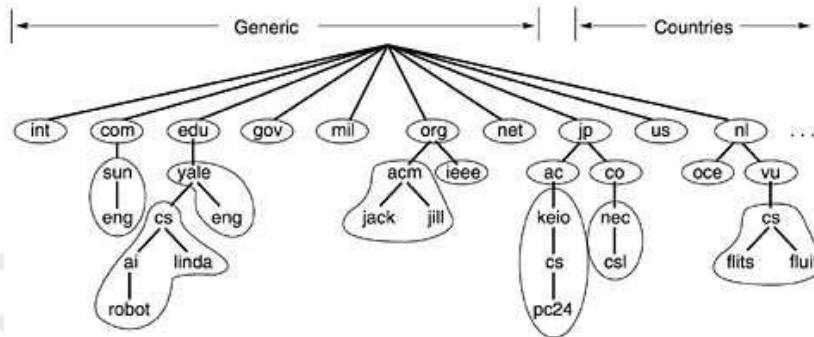 Generic Countries
int com edu gov mil org net jp us nl ...
sun yale acm ieee ac co oce vu
eng cs eng jack jill keio nec cs
ai linda cs csl flits fluit
robot pc24